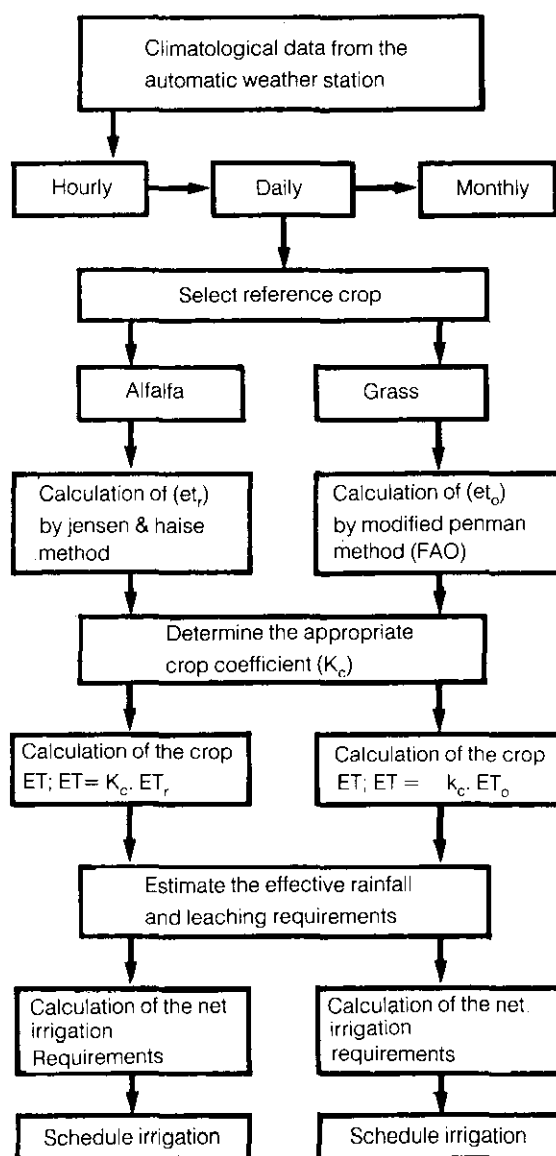 Climatological data from the
automatic weather station
Hourly
Daily
Monthly
Select reference crop
Alfalfa
Grass
Calculation of (et_r)
by jensen & haise
method
Calculation of (et_o)
by modified penman
method (FAO)
Determine the appropriate
crop coefficient (K_c)
Calculation of the crop
ET; ET= K_c. ET_r
Calculation of the crop
ET; ET = k_c. ET_o
Estimate the effective rainfall
and leaching requirements
Calculation of the net
irrigation
Requirements
Calculation of the net
irrigation
requirements
Schedule irrigation
Schedule irrigation